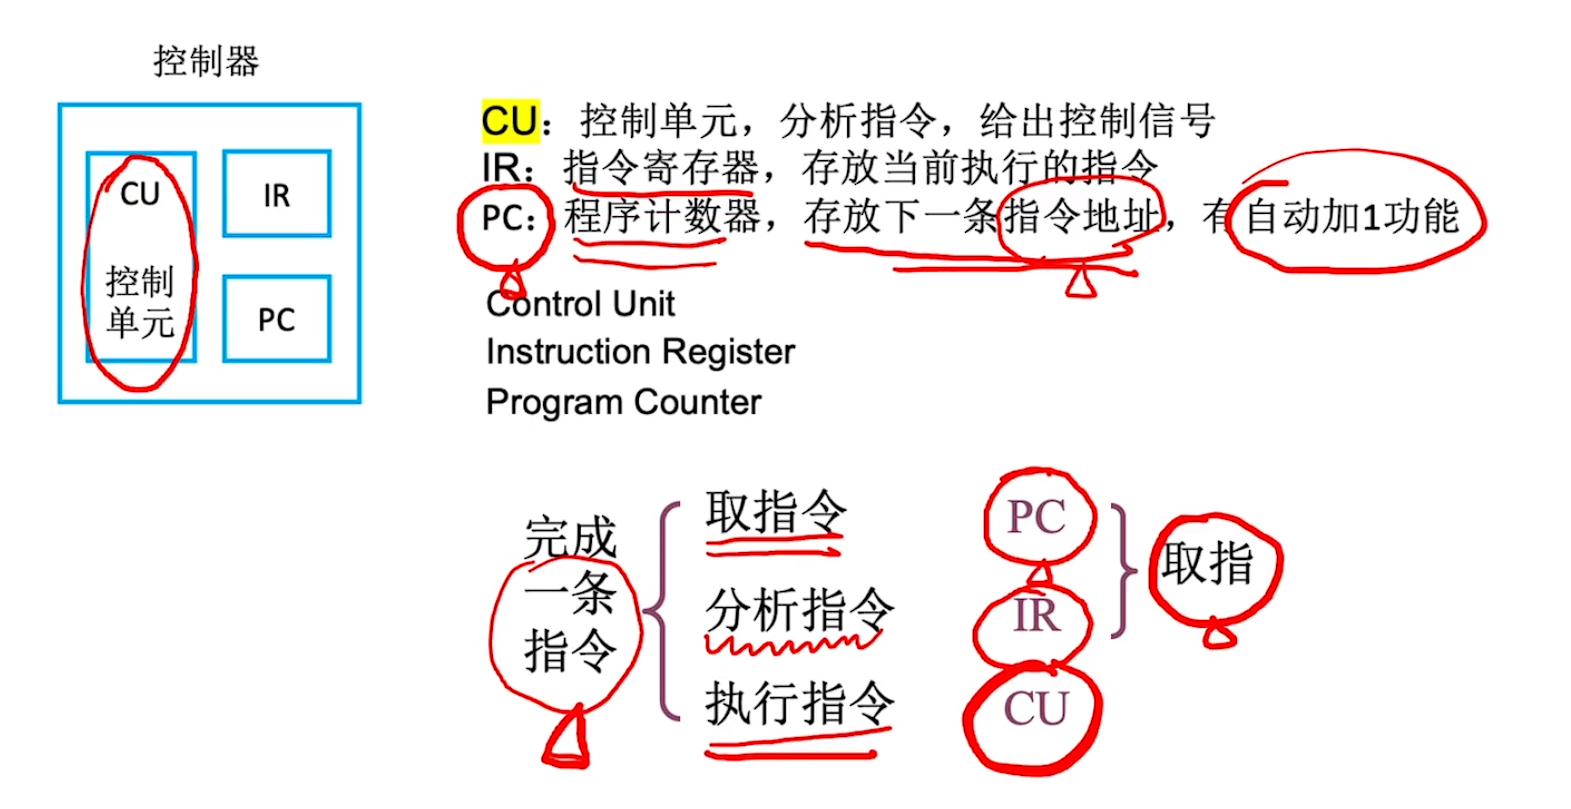 控制器
CU
控制
单元
IR
PC
CU：控制单元，分析指令，给出控制信号
IR：指令寄存器，存放当前执行的指令
PC：程序计数器，存放下一条指令地址，有自动加1功能
Control Unit
Instruction Register
Program Counter
完成
一条
指令
取指令
分析指令
执行指令
PC
IR
CU
取指